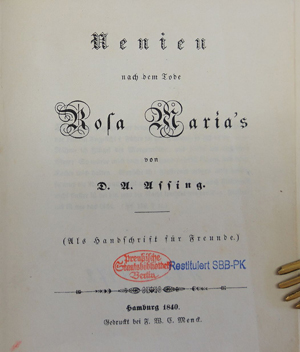 Nenien
nach dem Tode
Roſa Maria's
von
D. A. Aſſing.
(Als Handſchrift für Freunde.)
Preußische
Staatsbibliothek
Berlin
Restituiert SBB-PK
Hamburg 1840.
Gedruckt bei F. W. C. Menck.